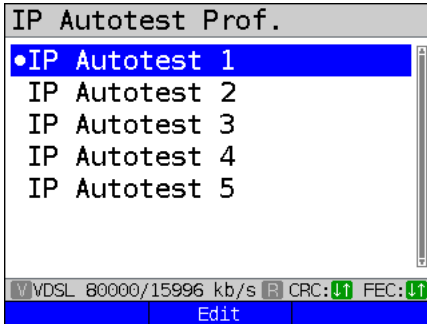 IP Autotest Prof.
•IP Autotest 1
IP Autotest 2
IP Autotest 3
IP Autotest 4
IP Autotest 5
V VDSL 80000/15996 kb/s R CRC:↓↑ FEC:↓↑
Edit